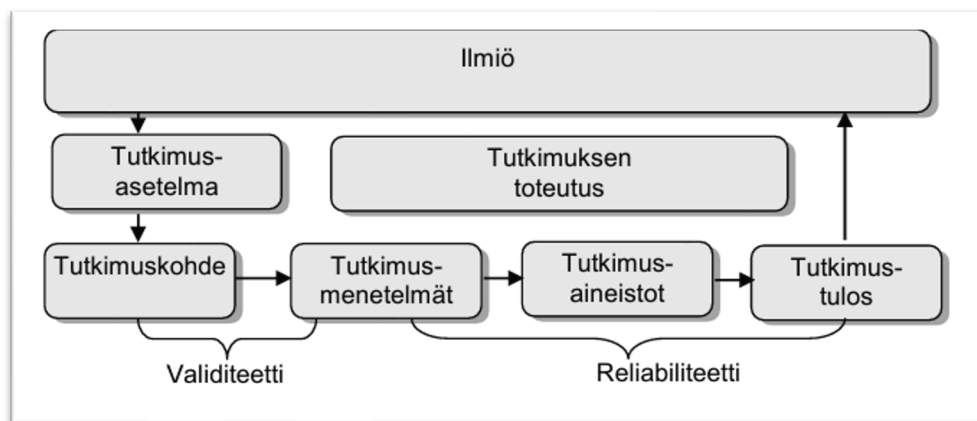 Ilmiö
Tutkimus-
asetelma
Tutkimuksen
toteutus
Tutkimuskohde
Tutkimus-
menetelmät
Tutkimus-
aineistot
Tutkimus-
tulos
Validiteetti
Reliabiliteetti